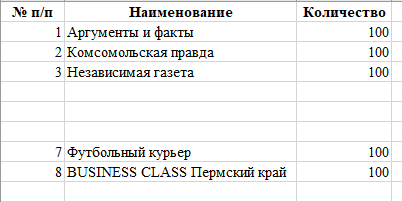 № п/п Наименование Количество
1 Аргументы и факты 100
2 Комсомольская правда 100
3 Независимая газета 100
7 Футбольный курьер 100
8 BUSINESS CLASS Пермский край 100